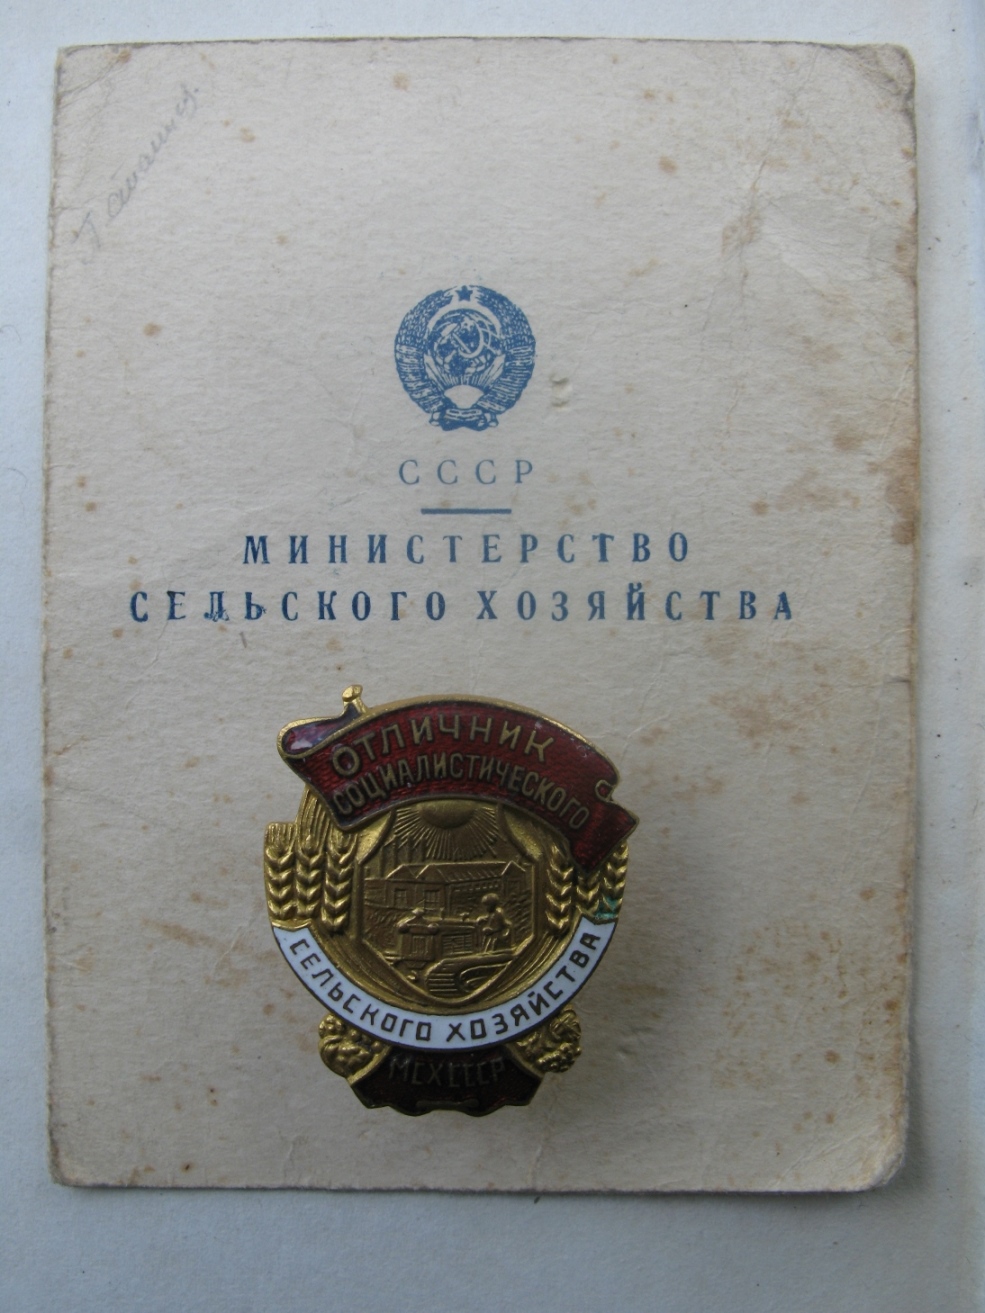 СССР
МИНИСТЕРСТВО
СЕЛЬСКОГО ХОЗЯЙСТВА
ОТЛИЧНИК
СОЦИАЛИСТИЧЕСКОГО
СЕЛЬСКОГО ХОЗЯЙСТВА
МСХ СССР